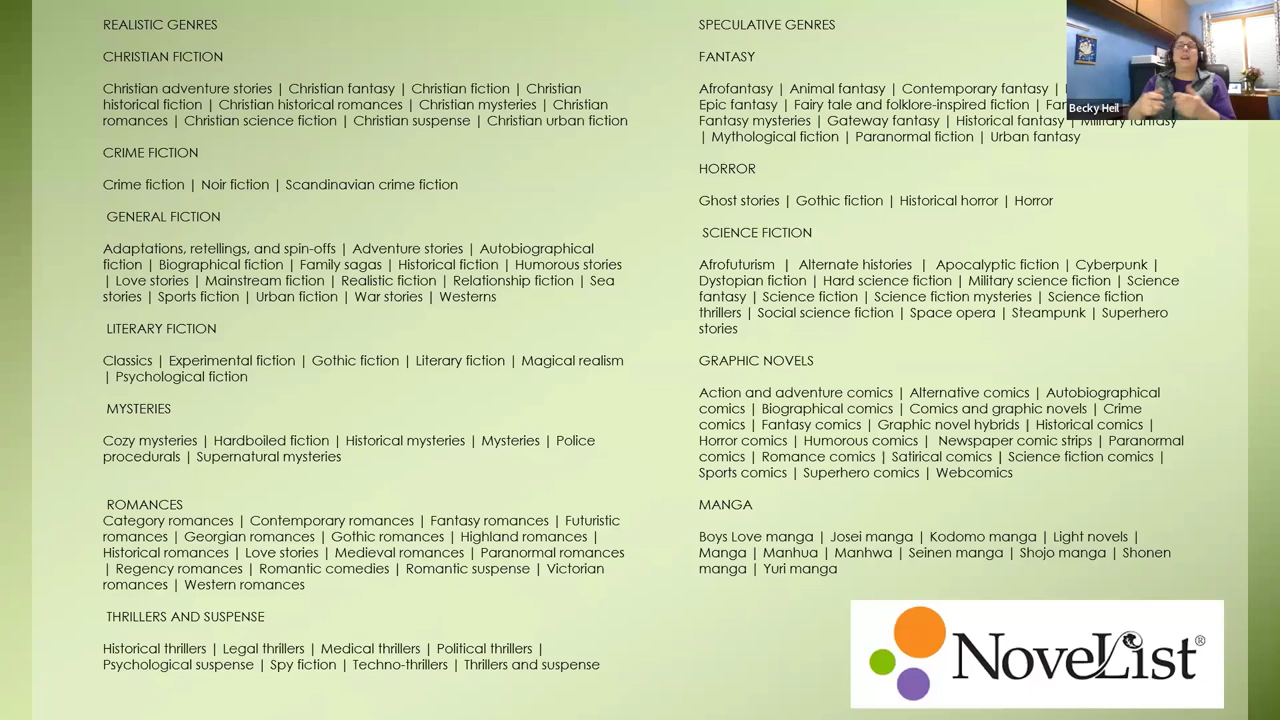 REALISTIC GENRES
CHRISTIAN FICTION
Christian adventure stories | Christian fantasy | Christian fiction | Christian
historical fiction | Christian historical romances | Christian mysteries | Christian
romances | Christian science fiction | Christian suspense | Christian urban fiction
CRIME FICTION
Crime fiction | Noir fiction | Scandinavian crime fiction
GENERAL FICTION
Adaptations, retellings, and spin-offs | Adventure stories | Autobiographical
fiction | Biographical fiction | Family sagas | Historical fiction | Humorous stories
| Love stories | Mainstream fiction | Realistic fiction | Relationship fiction | Sea
stories | Sports fiction | Urban fiction | War stories | Westerns
LITERARY FICTION
Classics | Experimental fiction | Gothic fiction | Literary fiction | Magical realism
| Psychological fiction
MYSTERIES
Cozy mysteries | Hardboiled fiction | Historical mysteries | Mysteries | Police
procedurals | Supernatural mysteries
ROMANCES
Category romances | Contemporary romances | Fantasy romances | Futuristic
romances | Georgian romances | Gothic romances | Highland romances |
Historical romances | Love stories | Medieval romances | Paranormal romances
| Regency romances | Romantic comedies | Romantic suspense | Victorian
romances | Western romances
THRILLERS AND SUSPENSE
Historical thrillers | Legal thrillers | Medical thrillers | Political thrillers |
Psychological suspense | Spy fiction | Techno-thrillers | Thrillers and suspense
SPECULATIVE GENRES
FANTASY
Afrofantasy | Animal fantasy | Contemporary fantasy |
Epic fantasy | Fairy tale and folklore-inspired fiction |
Fantasy mysteries | Gateway fantasy | Historical fantasy | Military fantasy
| Mythological fiction | Paranormal fiction | Urban fantasy
HORROR
Ghost stories | Gothic fiction | Historical horror | Horror
SCIENCE FICTION
Afrofuturism | Alternate histories | Apocalyptic fiction | Cyberpunk |
Dystopian fiction | Hard science fiction | Military science fiction | Science
fantasy | Science fiction | Science fiction mysteries | Science fiction
thrillers | Social science fiction | Space opera | Steampunk | Superhero
stories
GRAPHIC NOVELS
Action and adventure comics | Alternative comics | Autobiographical
comics | Biographical comics | Comics and graphic novels | Crime
comics | Fantasy comics | Graphic novel hybrids | Historical comics |
Horror comics | Humorous comics | Newspaper comic strips | Paranormal
comics | Romance comics | Satirical comics | Science fiction comics |
Sports comics | Superhero comics | Webcomics
MANGA
Boys Love manga | Josei manga | Kodomo manga | Light novels |
Manga | Manhua | Manhwa | Seinen manga | Shojo manga | Shonen
manga | Yuri manga
Becky Heil
NoveList®